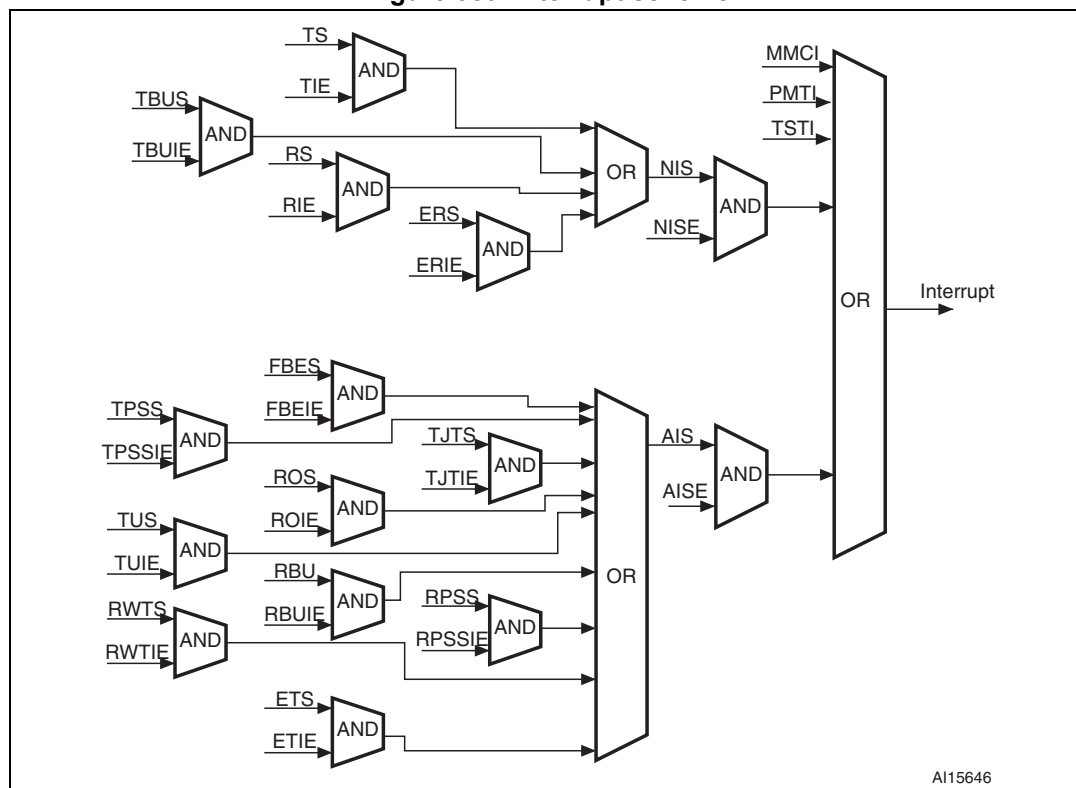 TS
AND
TIE
TBUS
AND
TBUIE
RS
AND
RIE
ERS
AND
ERIE
OR
NIS
AND
NISE
MMCI
PMTI
TSTI
OR
Interrupt
FBES
AND
FBEIE
TPSS
AND
TPSSIE
TJTS
AND
TJTIE
ROS
AND
ROIE
TUS
AND
TUIE
RBU
AND
RBUIE
RPSS
AND
RPSSIE
RWTS
AND
RWTIE
ETS
AND
ETIE
OR
AIS
AND
AISE
AI15646